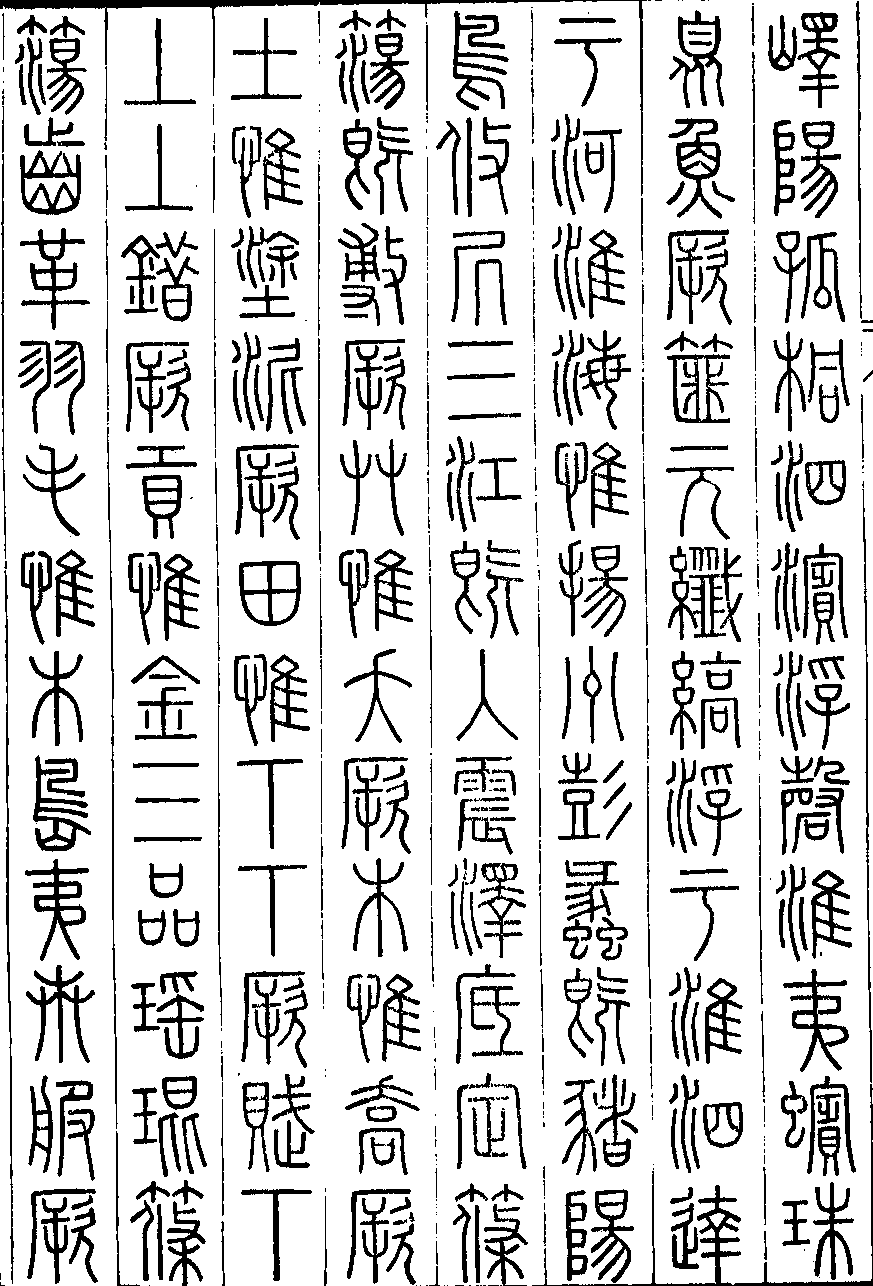 嶧陽孤桐泗濱浮磬淮夷蠙珠
臮魚厥篚玄纖縞浮于淮泗達
于河淮海惟揚州彭蠡既豬陽
鳥攸居三江既入震澤底定篠
簜既敷厥艸惟夭厥木惟喬厥
土惟塗泥厥田惟下下厥賦下
上上錯厥貢惟金三品瑤琨篠
簜齒革羽毛惟木島夷卉服厥